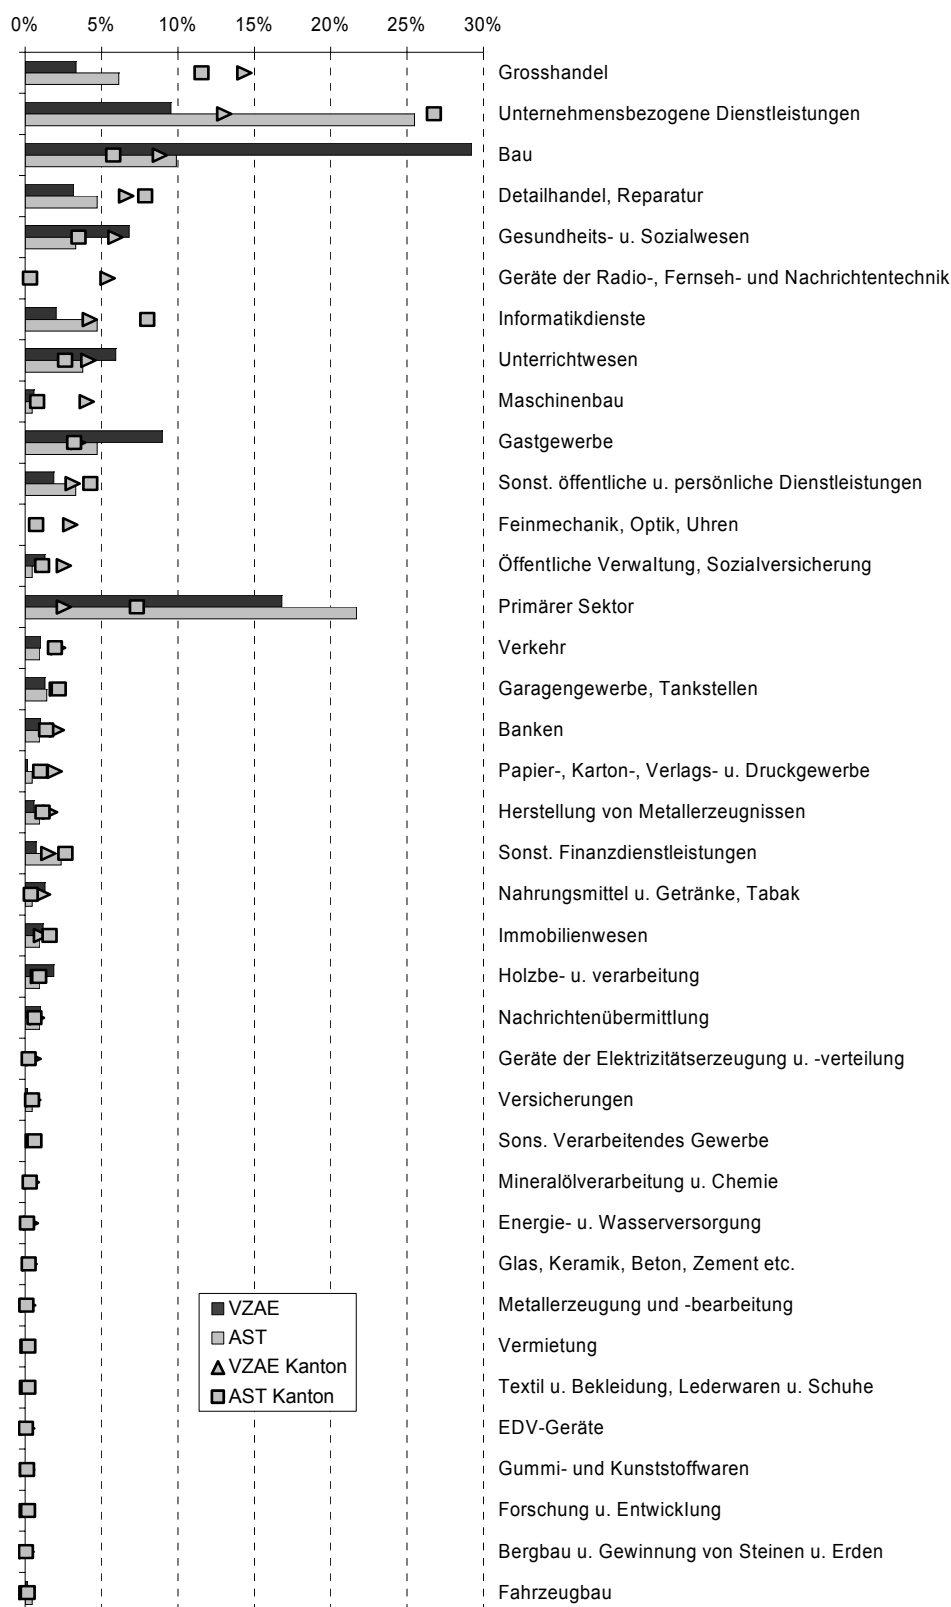 0% 5% 10% 15% 20% 25% 30%
Grosshandel
Unternehmensbezogene Dienstleistungen
Bau
Detailhandel, Reparatur
Gesundheits- u. Sozialwesen
Geräte der Radio-, Fernseh- und Nachrichtentechnik
Informatikdienste
Unterrichtwesen
Maschinenbau
Gastgewerbe
Sonst. öffentliche u. persönliche Dienstleistungen
Feinmechanik, Optik, Uhren
Öffentliche Verwaltung, Sozialversicherung
Primärer Sektor
Verkehr
Garagengewerbe, Tankstellen
Banken
Papier-, Karton-, Verlags- u. Druckgewerbe
Herstellung von Metallerzeugnissen
Sonst. Finanzdienstleistungen
Nahrungsmittel u. Getränke, Tabak
Immobilienwesen
Holzbe- u. verarbeitung
Nachrichtenübermittlung
Geräte der Elektrizitätserzeugung u. -verteilung
Versicherungen
Sons. Verarbeitendes Gewerbe
Mineralölverarbeitung u. Chemie
Energie- u. Wasserversorgung
Glas, Keramik, Beton, Zement etc.
Metallerzeugung und -bearbeitung
Vermietung
Textil u. Bekleidung, Lederwaren u. Schuhe
EDV-Geräte
Gummi- und Kunststoffwaren
Forschung u. Entwicklung
Bergbau u. Gewinnung von Steinen u. Erden
Fahrzeugbau
VZAE
AST
VZAE Kanton
AST Kanton